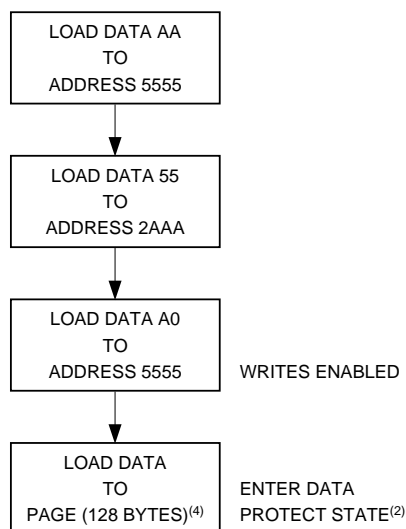 LOAD DATA AA
TO
ADDRESS 5555
LOAD DATA 55
TO
ADDRESS 2AAA
LOAD DATA A0
TO
ADDRESS 5555
WRITES ENABLED
LOAD DATA
TO
PAGE (128 BYTES)(4)
ENTER DATA
PROTECT STATE(2)